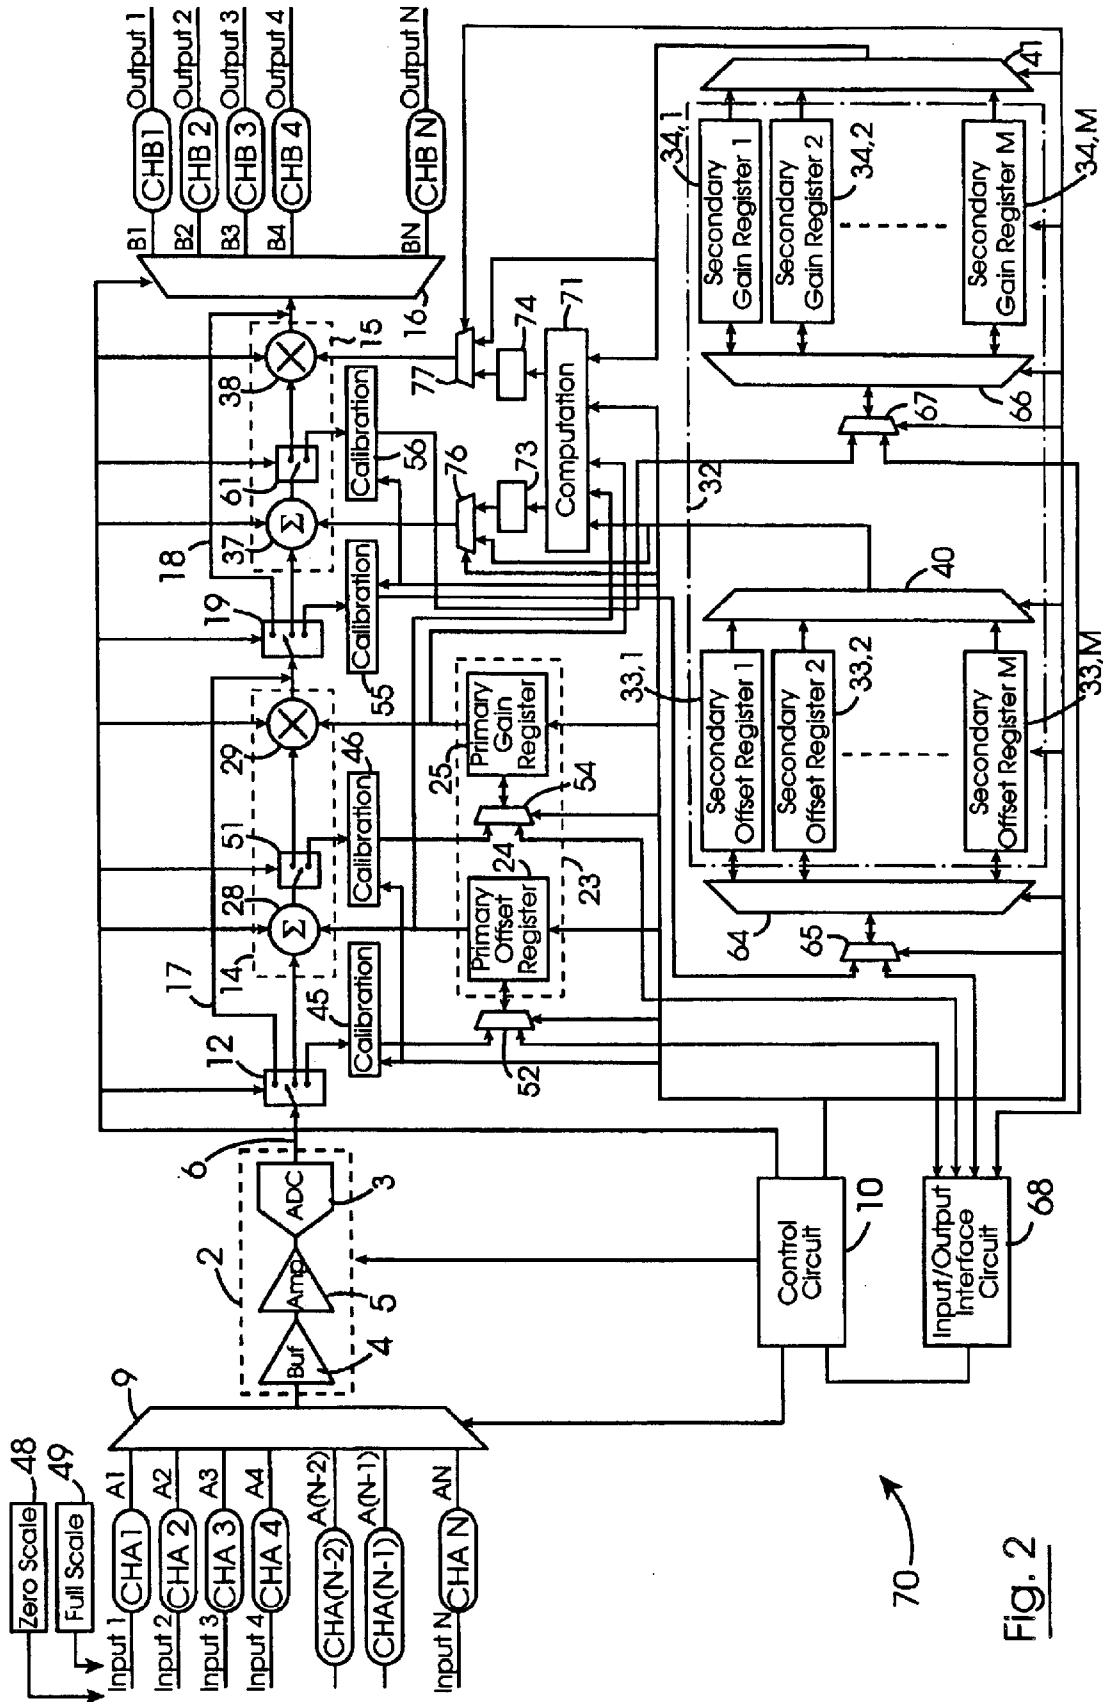 Zero Scale
48
Full Scale
49
Input 1
CHA1
A1
Input 2
CHA 2
A2
Input 3
CHA 3
A3
Input 4
CHA 4
A4
CHA(N-2)
A(N-2)
CHA(N-1)
A(N-1)
Input N
CHA N
AN
9
2
Buf
4
Amp
5
ADC
3
6
12
17
14
28
Σ
51
29
19
18
37
Σ
61
38
15
16
B1
CHB1
Output 1
B2
CHB 2
Output 2
B3
CHB 3
Output 3
B4
CHB 4
Output 4
BN
CHB N
Output N
45
Calibration
Calibration
46
55
Calibration
Calibration
56
52
Primary
Offset
Register
24
54
25
Primary
Gain
Register
23
76
73
77
74
Computation
71
Control
Circuit
10
Input/Output
Interface
Circuit
68
32
64
65
Secondary
Offset Register 1
33,1
Secondary
Offset Register 2
33,2
Secondary
Offset Register M
33,M
40
66
67
Secondary
Gain Register 1
34,1
Secondary
Gain Register 2
34,2
Secondary
Gain Register M
34,M
41
70
Fig. 2